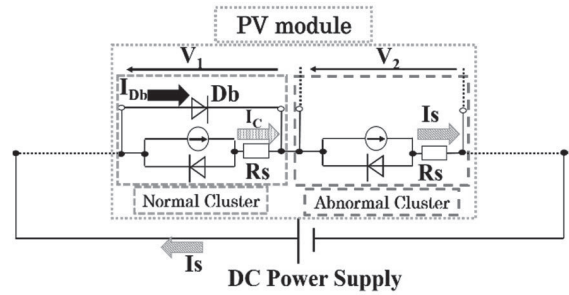 PV module
V1
V2
IDb
Db
IC
Is
Rs
Rs
Normal Cluster
Abnormal Cluster
Is
DC Power Supply